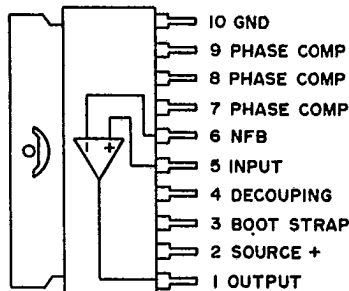 10 GND
9 PHASE COMP
8 PHASE COMP
7 PHASE COMP
6 NFB
5 INPUT
4 DECOUPING
3 BOOT STRAP
2 SOURCE +
1 OUTPUT
- +